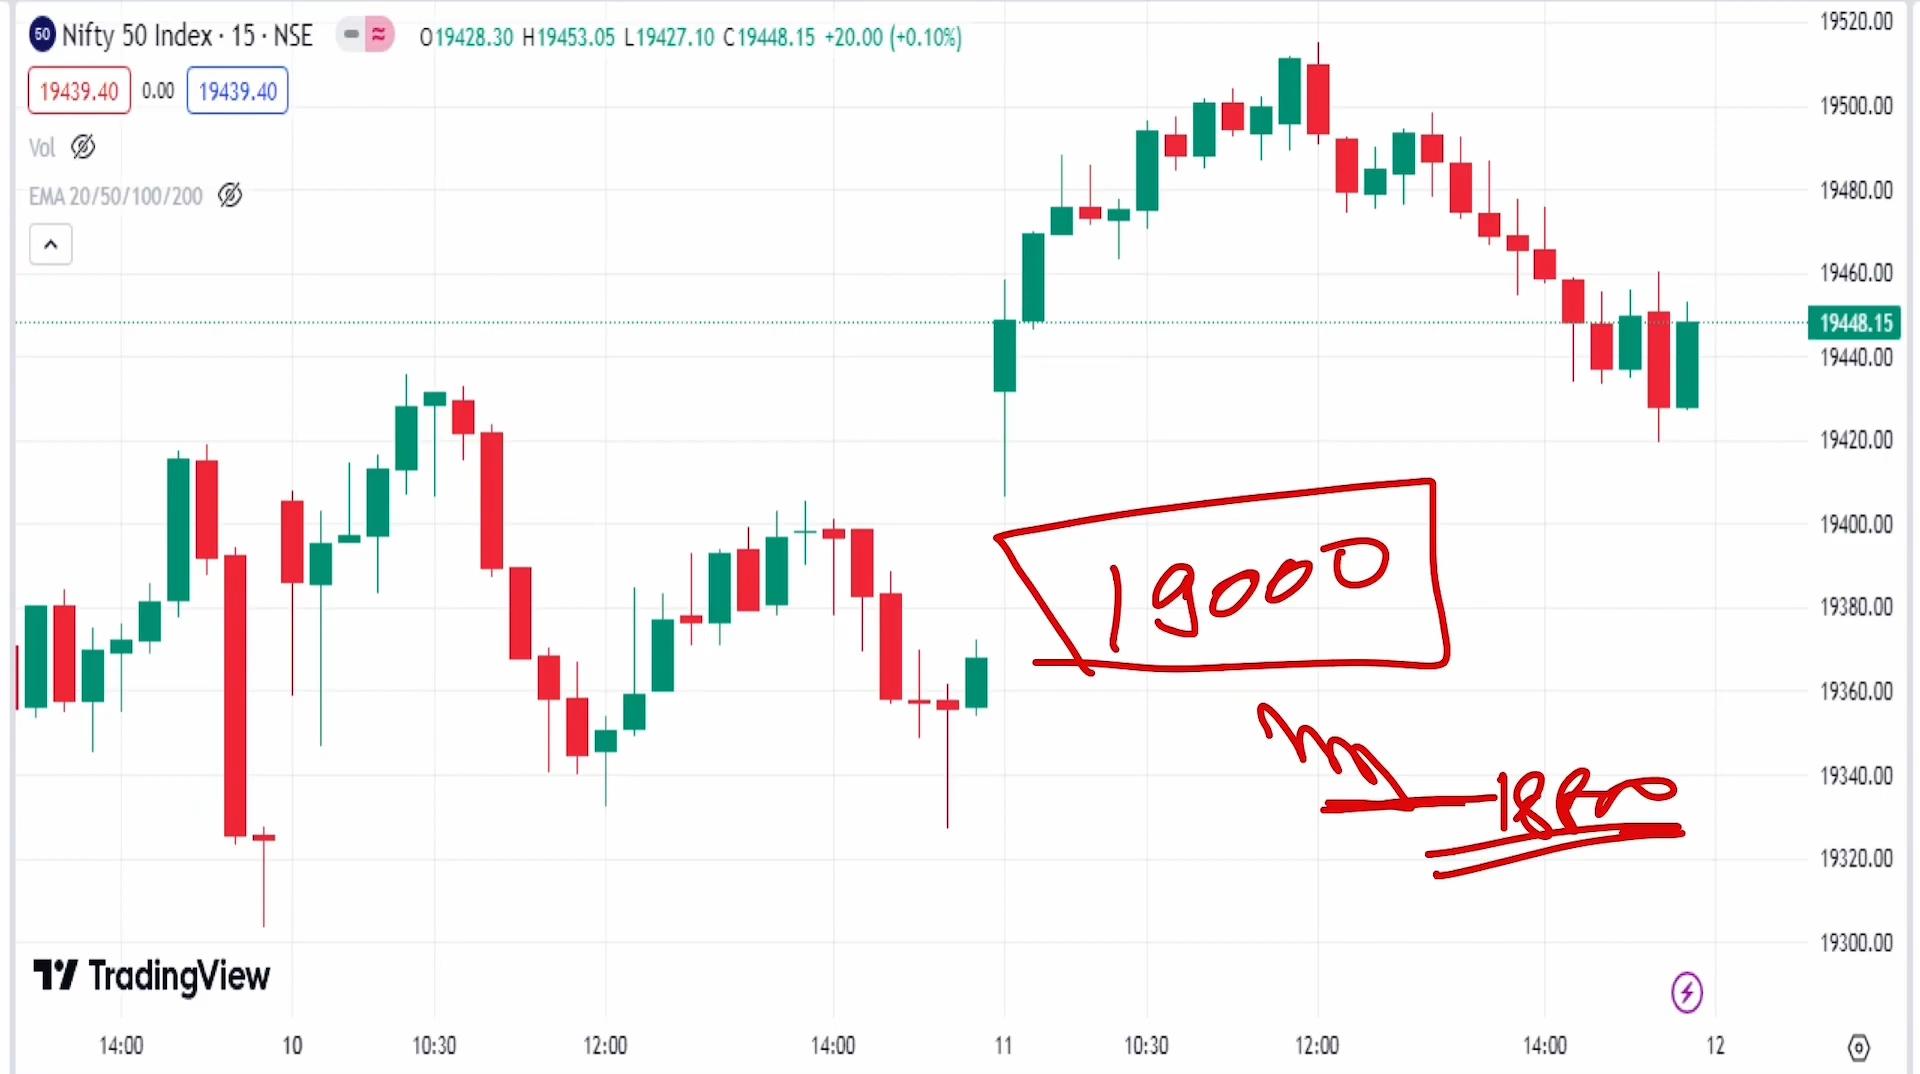 50 Nifty 50 Index · 15 · NSE O19428.30 H19453.05 L19427.10 C19448.15 +20.00 (+0.10%)
19439.40 0.00 19439.40
Vol
EMA 20/50/100/200
19520.00
19500.00
19480.00
19460.00
19448.15
19440.00
19420.00
19400.00
19380.00
19360.00
19340.00
19320.00
19300.00
19000
TradingView
14:00 10 10:30 12:00 14:00 11 10:30 12:00 14:00 12